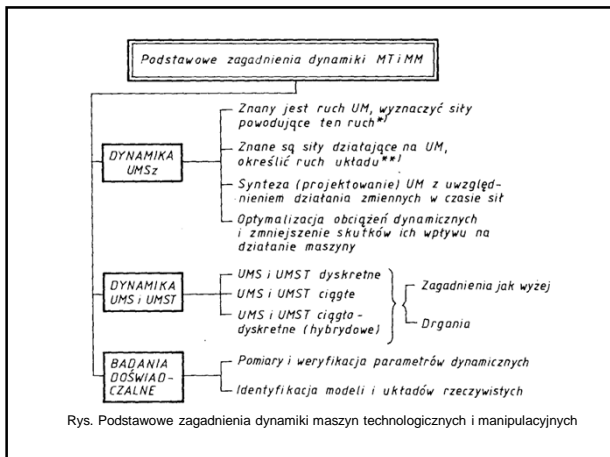 Podstawowe zagadnienia dynamiki MT i MM
DYNAMIKA
UMSz
Znany jest ruch UM, wyznaczyć siły
powodujące ten ruch*)
Znane są siły działające na UM,
określić ruch układu**)
Synteza (projektowanie) UM z uwzględ-
nieniem działania zmiennych w czasie sił
Optymalizacja obciążeń dynamicznych
i zmniejszenie skutków ich wpływu na
działanie maszyny
DYNAMIKA
UMS i UMST
UMS i UMST dyskretne
UMS i UMST ciągłe
UMS i UMST ciągło-
dyskretne (hybrydowe)
Zagadnienia jak wyżej
Drgania
BADANIA
DOŚWIAD-
CZALNE
Pomiary i weryfikacja parametrów dynamicznych
Identyfikacja modeli i układów rzeczywistych
Rys. Podstawowe zagadnienia dynamiki maszyn technologicznych i manipulacyjnych